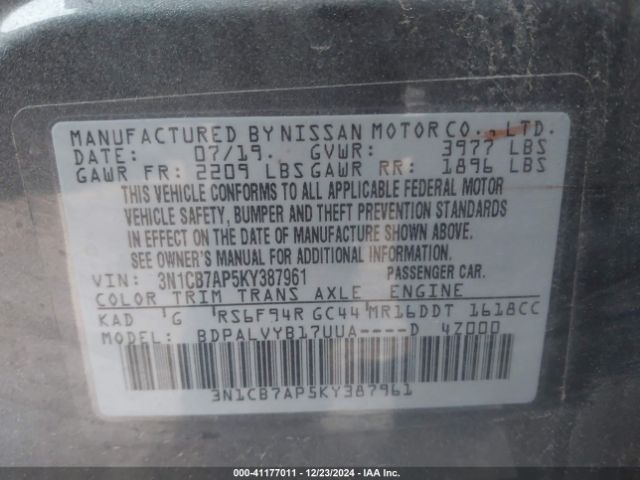 MANUFACTURED BY NISSAN MOTOR CO., LTD.
DATE: 07/19. GVWR: 3977 LBS
GAWR FR: 2209 LBS GAWR RR: 1896 LBS
THIS VEHICLE CONFORMS TO ALL APPLICABLE FEDERAL MOTOR
VEHICLE SAFETY, BUMPER AND THEFT PREVENTION STANDARDS
IN EFFECT ON THE DATE OF MANUFACTURE SHOWN ABOVE.
SEE OWNER'S MANUAL FOR ADDITIONAL INFORMATION
VIN: 3N1CB7AP5KY387961 PASSENGER CAR.
COLOR TRIM TRANS AXLE ENGINE
KAD G RS6F94R GC44 MR16DDT 1618CC
MODEL: BDPALVYB17UUA----D 4Z000
3N1CB7AP5KY387961
000-41177011 • 12/23/2024 • IAA Inc.